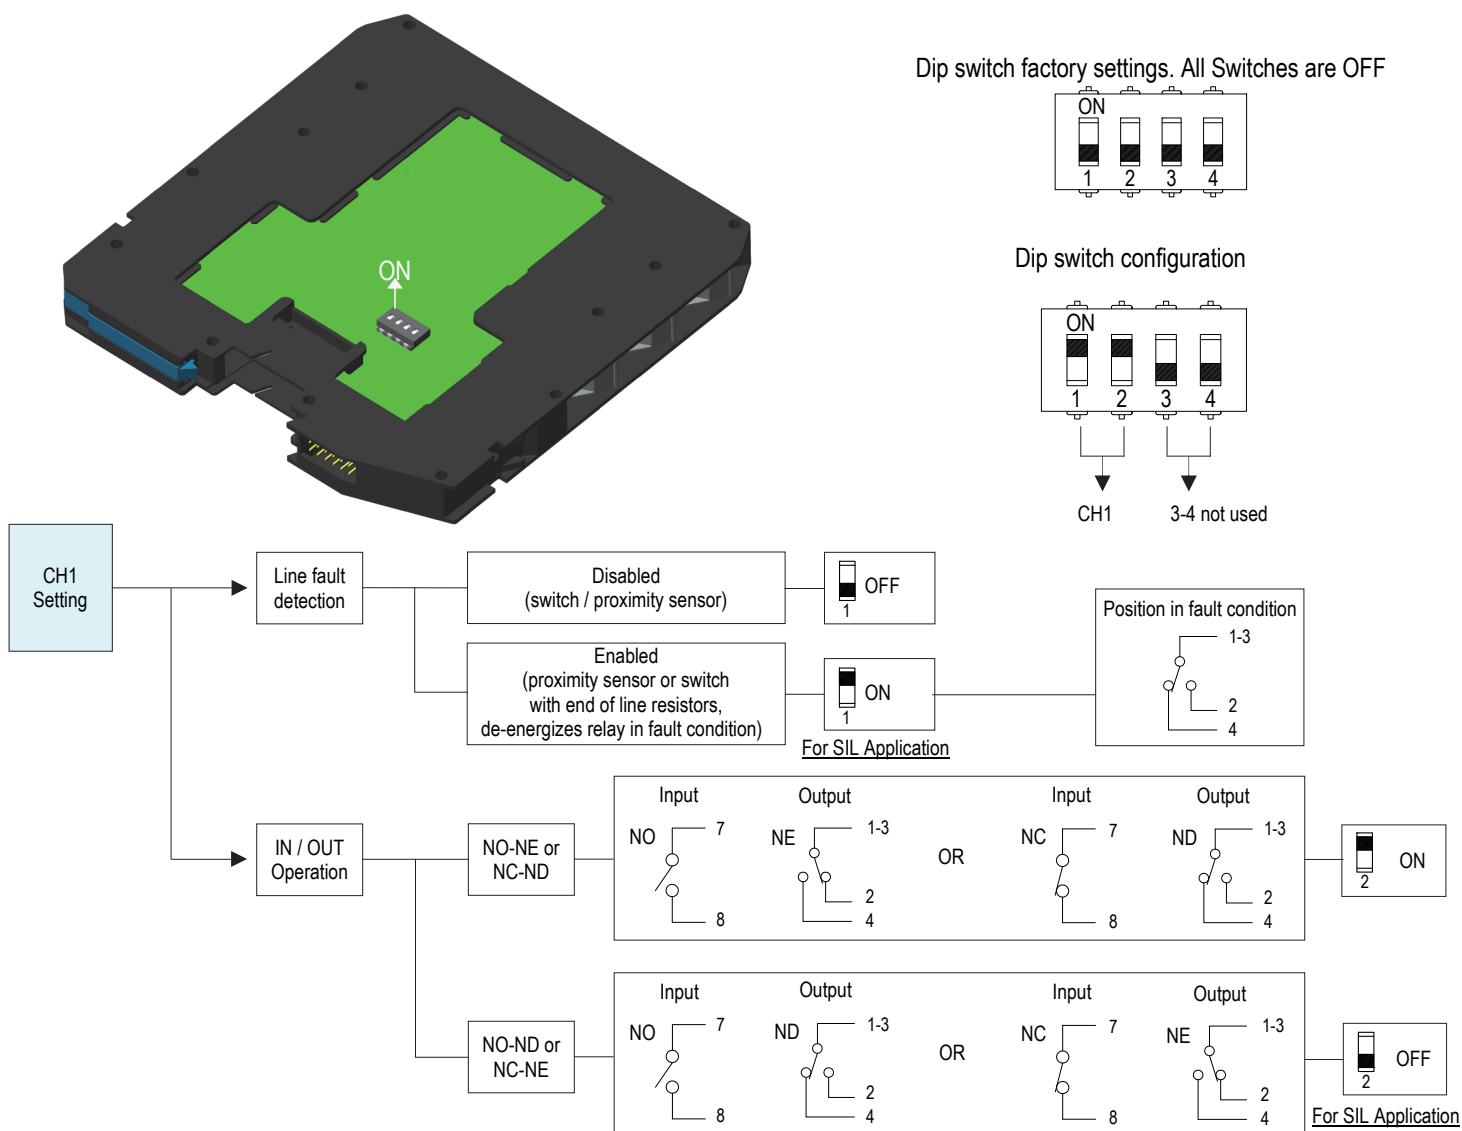 Dip switch factory settings. All Switches are OFF
ON
1 2 3 4
ON
Dip switch configuration
ON
1 2 3 4
CH1
3-4 not used
CH1
Setting
Line fault
detection
Disabled
(switch / proximity sensor)
1
OFF
Enabled
(proximity sensor or switch
with end of line resistors,
de-energizes relay in fault condition)
1
ON
For SIL Application
Position in fault condition
1-3
2
4
IN / OUT
Operation
NO-NE or
NC-ND
Input
NO
7
8
Output
NE
1-3
2
4
OR
Input
NC
7
8
Output
ND
1-3
2
4
2
ON
NO-ND or
NC-NE
Input
NO
7
8
Output
ND
1-3
2
4
OR
Input
NC
7
8
Output
NE
1-3
2
4
2
OFF
For SIL Application